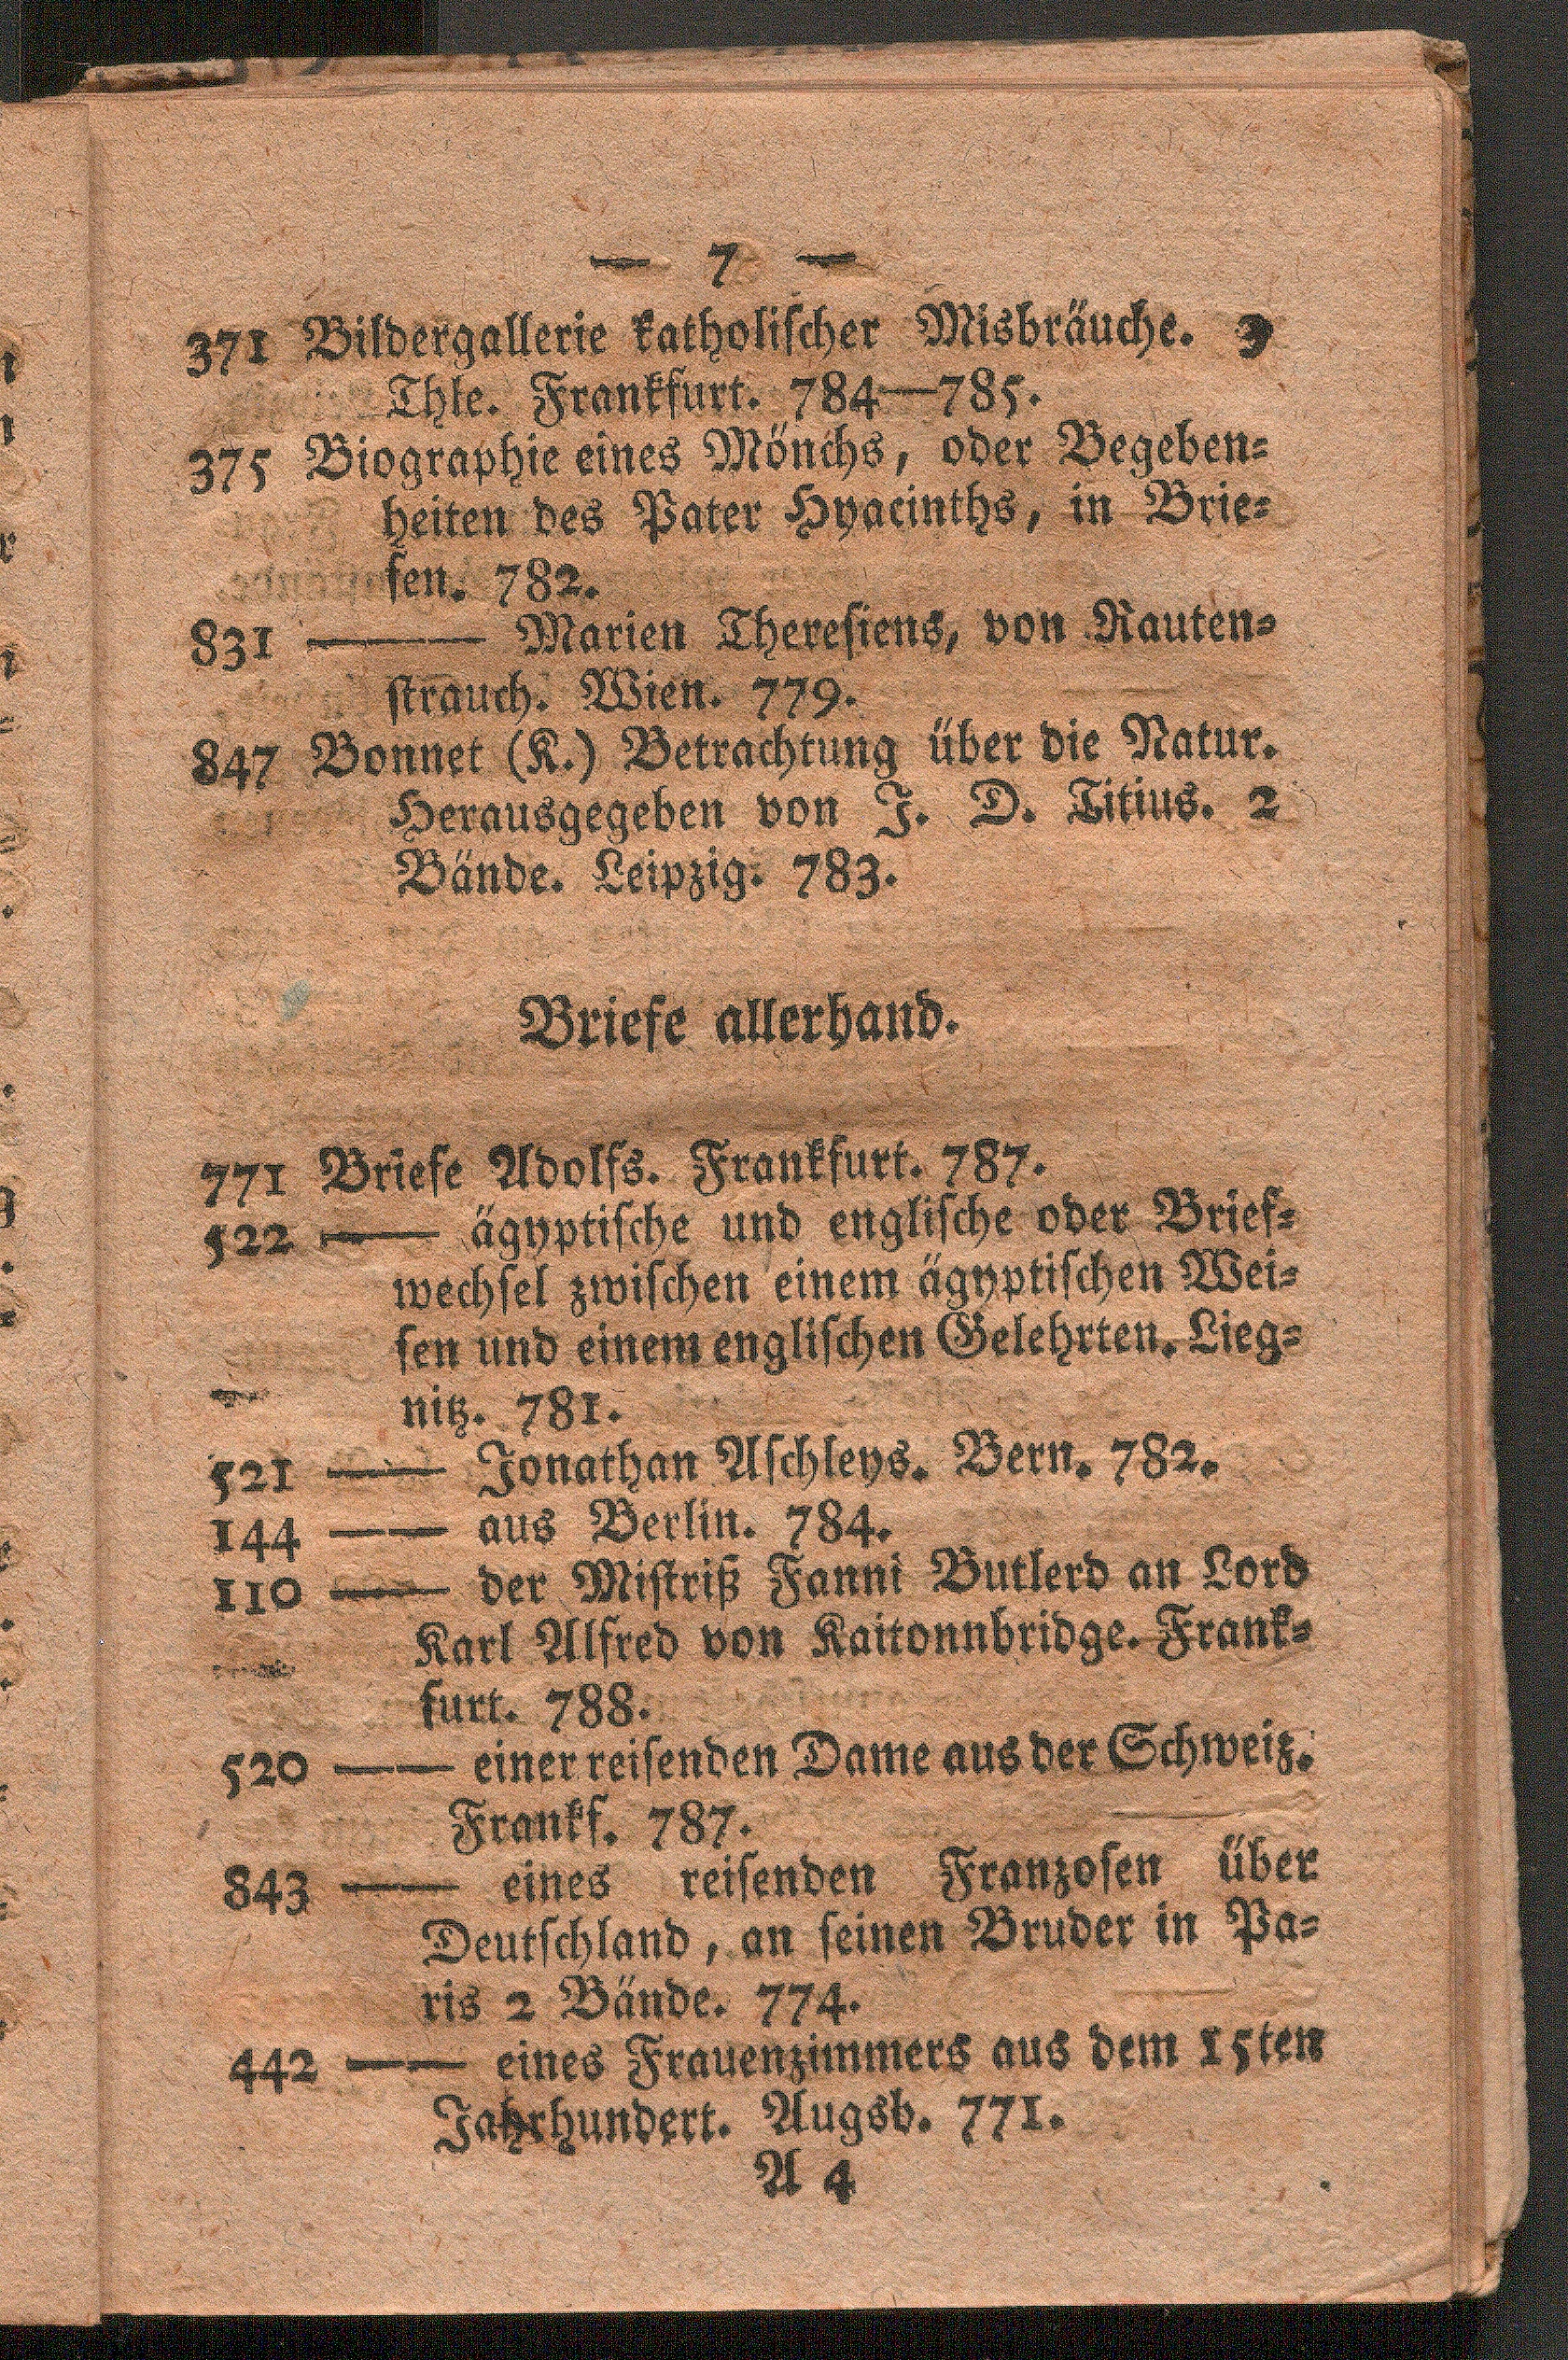 — 7 —
371 Bildergallerie katholischer Misbräuche. 3
Thle. Frankfurt. 784—785.
375 Biographie eines Mönchs, oder Begeben⸗
heiten des Pater Hyacinths, in Brie⸗
fen. 782.
831 ——— Marien Theresiens, von Rauten⸗
strauch. Wien. 779.
847 Bonnet (K.) Betrachtung über die Natur.
Herausgegeben von J. D. Titius. 2
Bände. Leipzig. 783.
Briefe allerhand.
771 Briefe Adolfs. Frankfurt. 787.
522 —— ägyptische und englische oder Brief⸗
wechsel zwischen einem ägyptischen Wei⸗
sen und einem englischen Gelehrten. Lieg⸗
nitz. 781.
521 —— Jonathan Aschleys. Bern. 782.
144 —— aus Berlin. 784.
110 —— der Mistriß Fanni Butlerd an Lord
Karl Alfred von Kaitonnbridge. Frank⸗
furt. 788.
520 —— einer reisenden Dame aus der Schweiz.
Frankf. 787.
843 —— eines reisenden Franzosen über
Deutschland, an seinen Bruder in Pa⸗
ris 2 Bände. 774.
442 —— eines Frauenzimmers aus dem 15ten
Jahrhundert. Augsb. 771.
A 4